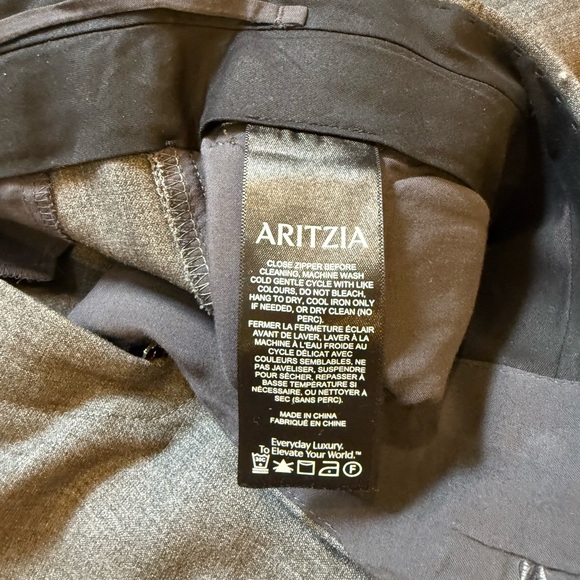 ARITZIA
CLOSE ZIPPER BEFORE
CLEANING, MACHINE WASH
COLD GENTLE CYCLE WITH LIKE
COLOURS, DO NOT BLEACH,
HANG TO DRY, COOL IRON ONLY
IF NEEDED, OR DRY CLEAN (NO
PERC).
FERMER LA FERMETURE ÉCLAIR
AVANT DE LAVER, LAVER À LA
MACHINE À L'EAU FROIDE AU
CYCLE DÉLICAT AVEC
COULEURS SEMBLABLES, NE
PAS JAVELISER, SUSPENDRE
POUR SÉCHER, REPASSER À
BASSE TEMPÉRATURE SI
NÉCESSAIRE, OU NETTOYER À
SEC (SANS PERC).
MADE IN CHINA
FABRIQUÉ EN CHINE
Everyday Luxury.
To Elevate Your World.™
30C F